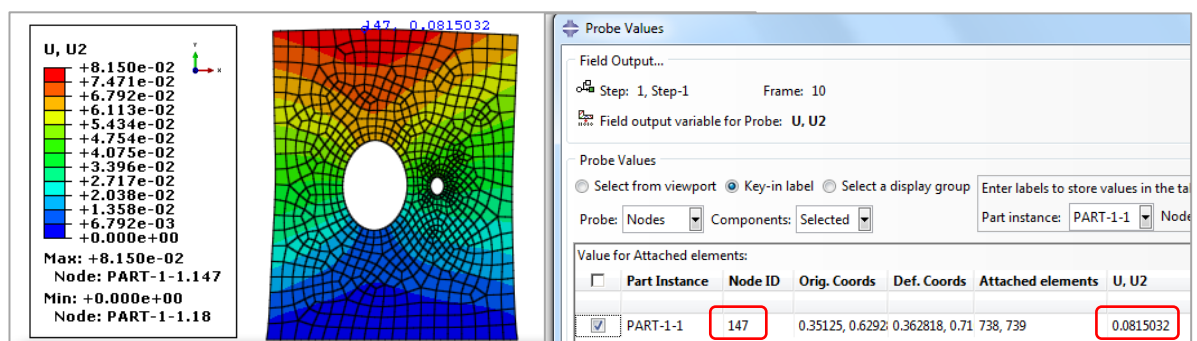 147, 0.0815032
U, U2
+8.150e-02
+7.471e-02
+6.792e-02
+6.113e-02
+5.434e-02
+4.754e-02
+4.075e-02
+3.396e-02
+2.717e-02
+2.038e-02
+1.358e-02
+6.792e-03
+0.000e+00
Y
X
Max: +8.150e-02
Node: PART-1-1.147
Min: +0.000e+00
Node: PART-1-1.18
Probe Values
Field Output...
Step: 1, Step-1 Frame: 10
Field output variable for Probe: U, U2
Probe Values
Select from viewport Key-in label Select a display group Enter labels to store values in the ta
Probe: Nodes Components: Selected Part instance: PART-1-1 Node
Value for Attached elements:
Part Instance Node ID Orig. Coords Def. Coords Attached elements U, U2
PART-1-1 147 0.35125, 0.6292 0.362818, 0.71 738, 739 0.0815032